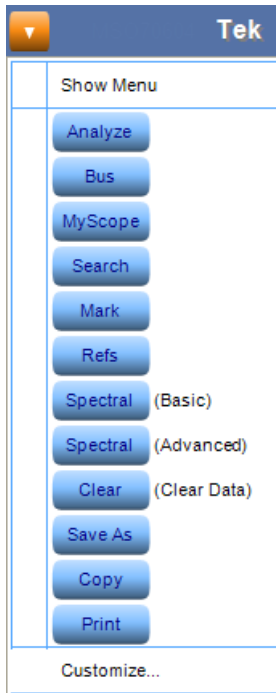 Tek
Show Menu
Analyze
Bus
MyScope
Search
Mark
Refs
Spectral (Basic)
Spectral (Advanced)
Clear (Clear Data)
Save As
Copy
Print
Customize...